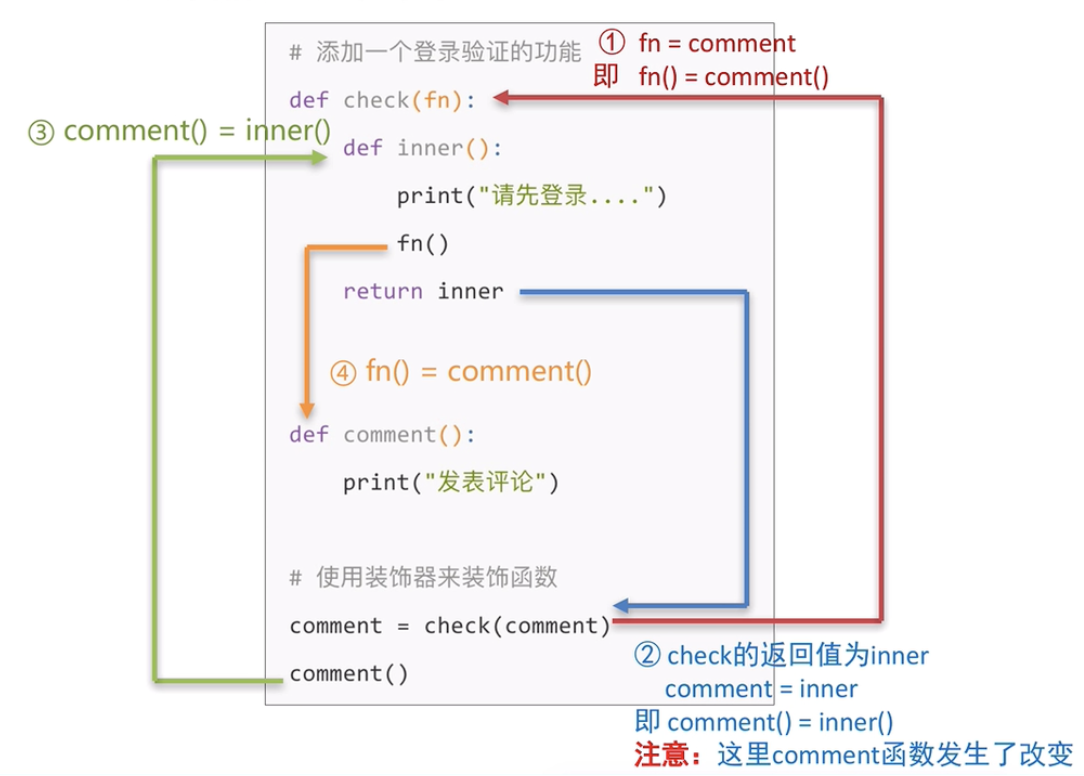 ① fn = comment
即 fn() = comment()
# 添加一个登录验证的功能
def check(fn):
③ comment() = inner()
def inner():
print("请先登录....")
fn()
return inner
④ fn() = comment()
def comment():
print("发表评论")
# 使用装饰器来装饰函数
comment = check(comment)
comment()
② check的返回值为inner
comment = inner
即 comment() = inner()
注意：这里comment函数发生了改变